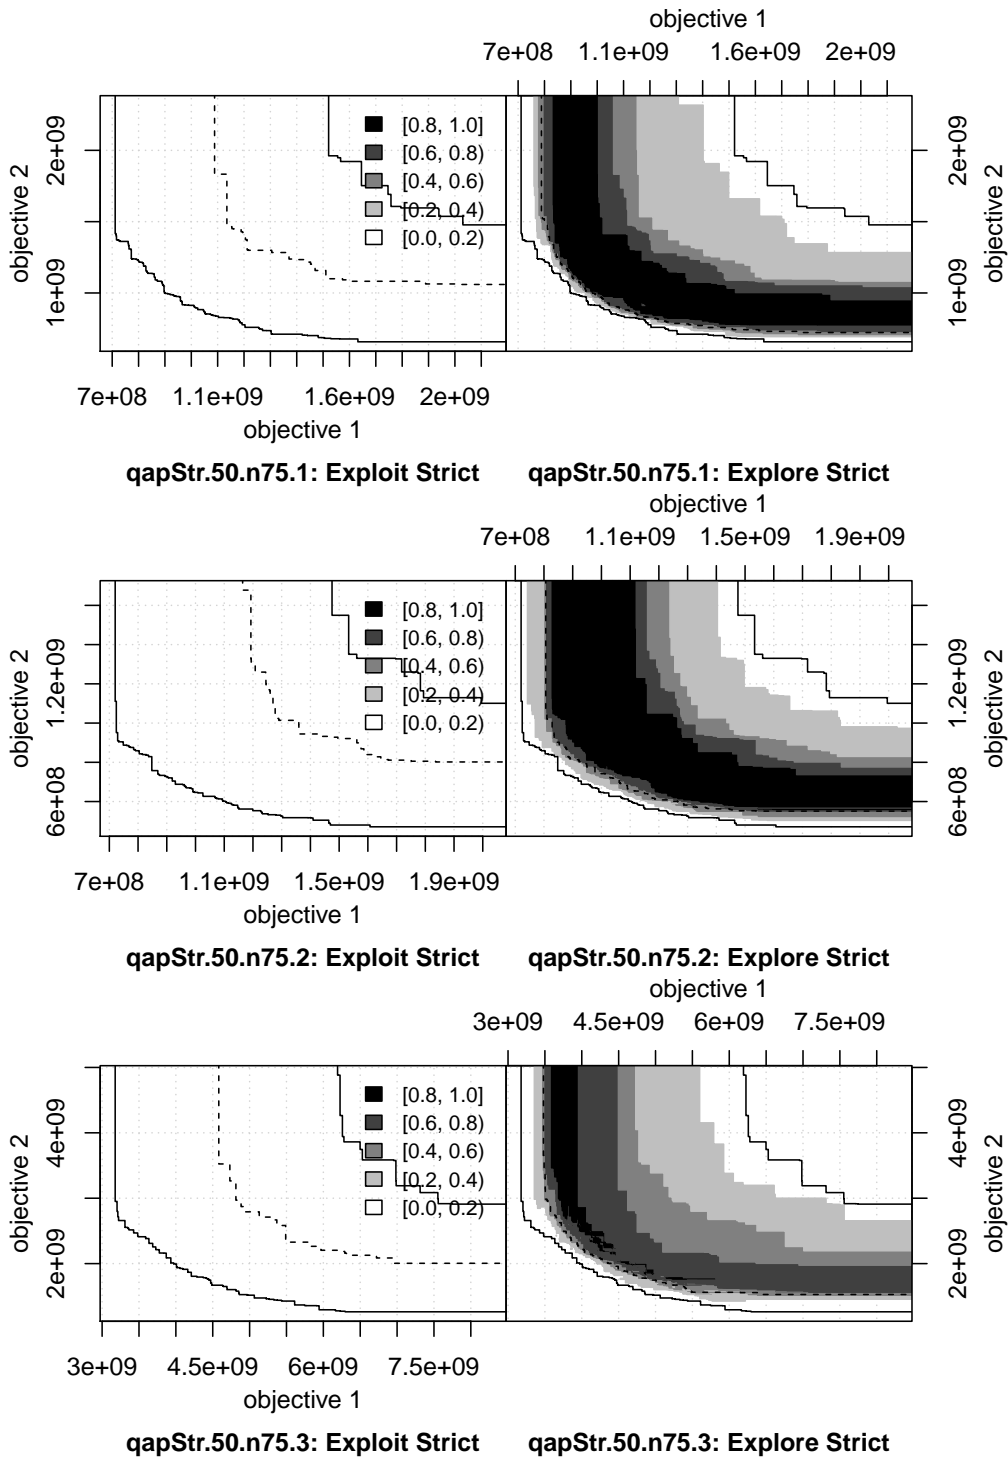 objective 1
7e+08 1.1e+09 1.6e+09 2e+09
objective 2
1e+09 2e+09
[0.8, 1.0]
[0.6, 0.8)
[0.4, 0.6)
[0.2, 0.4)
[0.0, 0.2)
1e+09 2e+09
objective 2
7e+08 1.1e+09 1.6e+09 2e+09
objective 1
qapStr.50.n75.1: Exploit Strict
qapStr.50.n75.1: Explore Strict
objective 1
7e+08 1.1e+09 1.5e+09 1.9e+09
objective 2
6e+08 1.2e+09
[0.8, 1.0]
[0.6, 0.8)
[0.4, 0.6)
[0.2, 0.4)
[0.0, 0.2)
6e+08 1.2e+09
objective 2
7e+08 1.1e+09 1.5e+09 1.9e+09
objective 1
qapStr.50.n75.2: Exploit Strict
qapStr.50.n75.2: Explore Strict
objective 1
3e+09 4.5e+09 6e+09 7.5e+09
objective 2
2e+09 4e+09
[0.8, 1.0]
[0.6, 0.8)
[0.4, 0.6)
[0.2, 0.4)
[0.0, 0.2)
2e+09 4e+09
objective 2
3e+09 4.5e+09 6e+09 7.5e+09
objective 1
qapStr.50.n75.3: Exploit Strict
qapStr.50.n75.3: Explore Strict